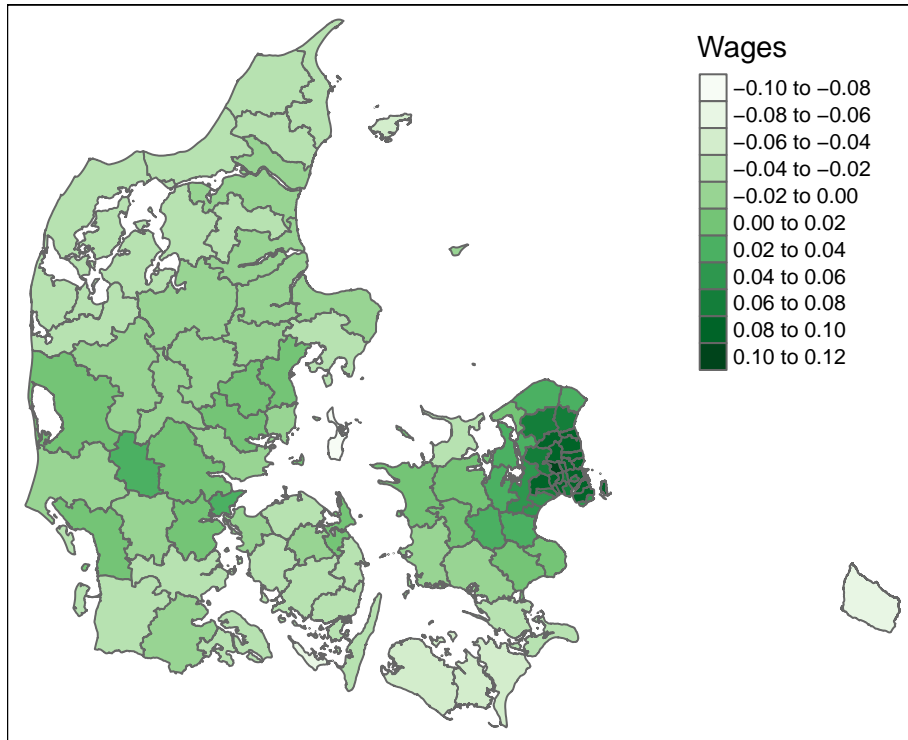 Wages
−0.10 to −0.08
−0.08 to −0.06
−0.06 to −0.04
−0.04 to −0.02
−0.02 to 0.00
0.00 to 0.02
0.02 to 0.04
0.04 to 0.06
0.06 to 0.08
0.08 to 0.10
0.10 to 0.12